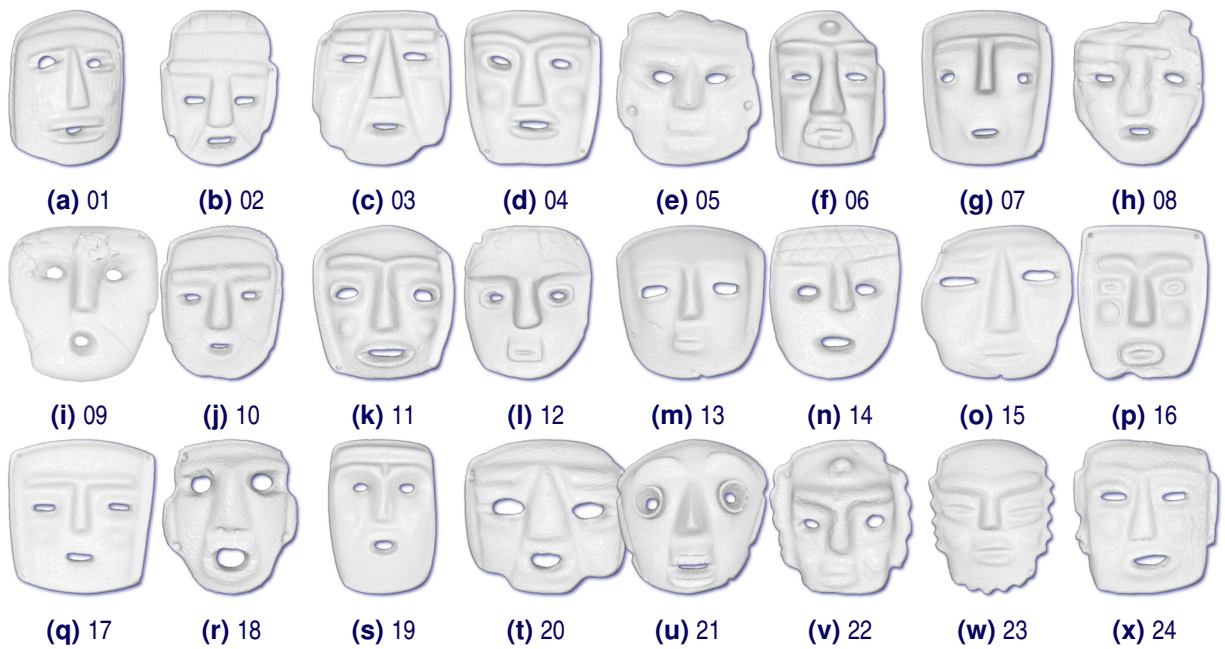 (a) 01 (b) 02 (c) 03 (d) 04 (e) 05 (f) 06 (g) 07 (h) 08
(i) 09 (j) 10 (k) 11 (l) 12 (m) 13 (n) 14 (o) 15 (p) 16
(q) 17 (r) 18 (s) 19 (t) 20 (u) 21 (v) 22 (w) 23 (x) 24